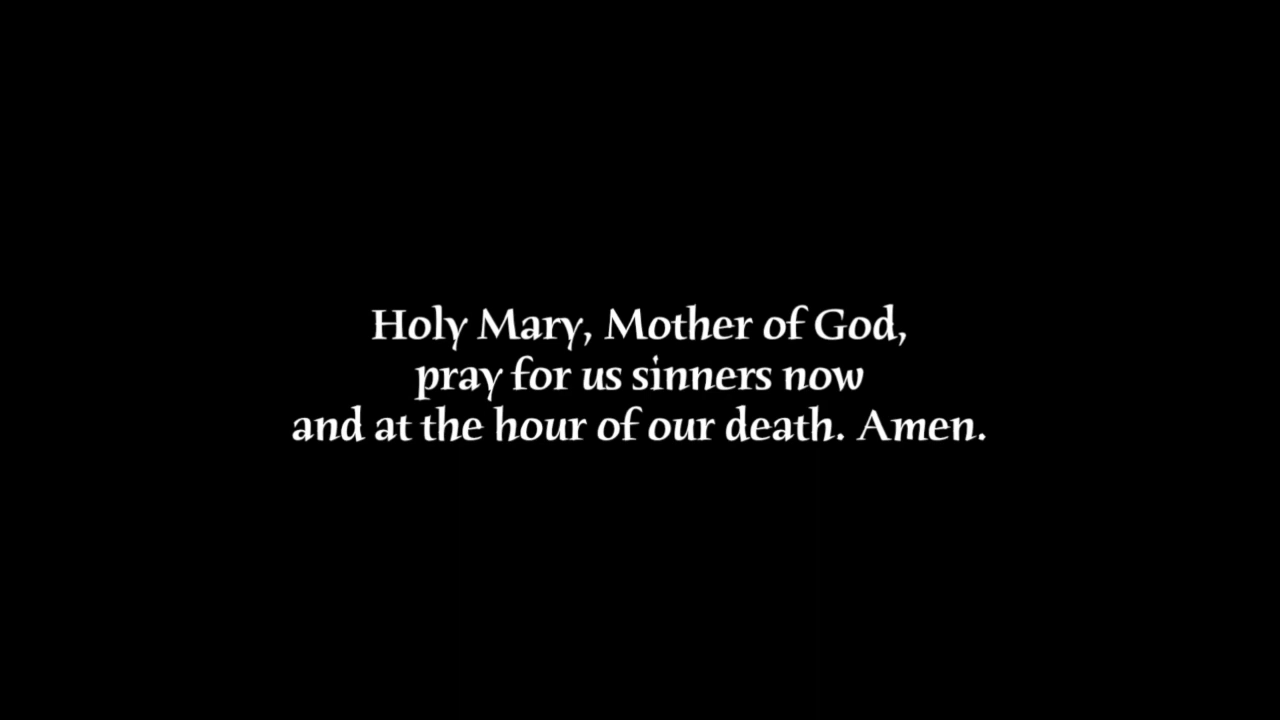 Holy Mary, Mother of God,
pray for us sinners now
and at the hour of our death. Amen.